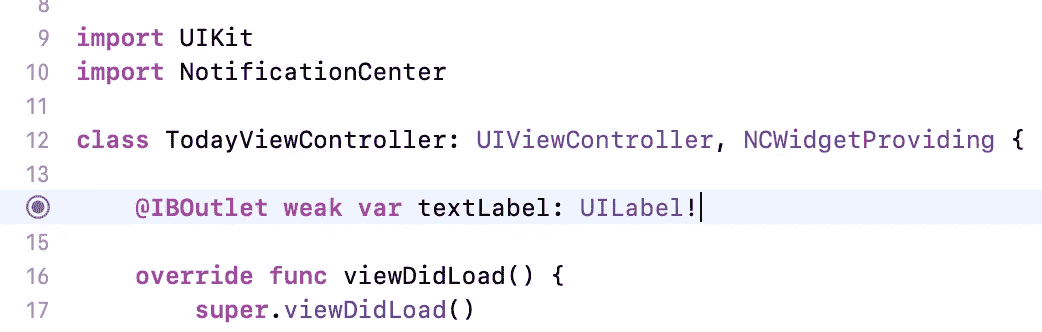 8
9 import UIKit
10 import NotificationCenter
11
12 class TodayViewController: UIViewController, NCWidgetProviding {
13
@IBOutlet weak var textLabel: UILabel!
15
16 override func viewDidLoad() {
17 super.viewDidLoad()